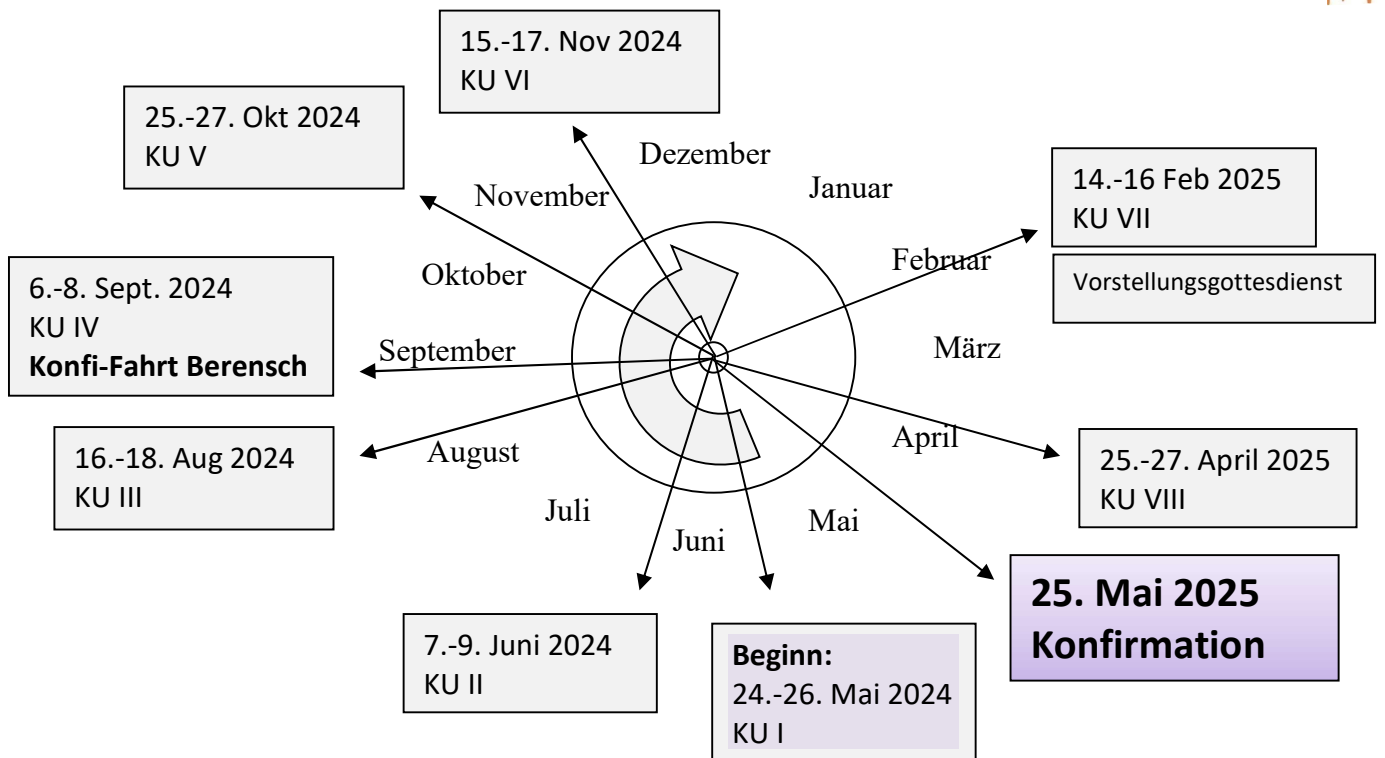 15.-17. Nov 2024
KU VI
25.-27. Okt 2024
KU V
Dezember
Januar
November
14.-16 Feb 2025
KU VII
Februar
Vorstellungsgottesdienst
Oktober
6.-8. Sept. 2024
KU IV
Konfi-Fahrt Berensch
September
März
16.-18. Aug 2024
KU III
August
April
25.-27. April 2025
KU VIII
Juli
Juni
Mai
25. Mai 2025
Konfirmation
7.-9. Juni 2024
KU II
Beginn:
24.-26. Mai 2024
KU I